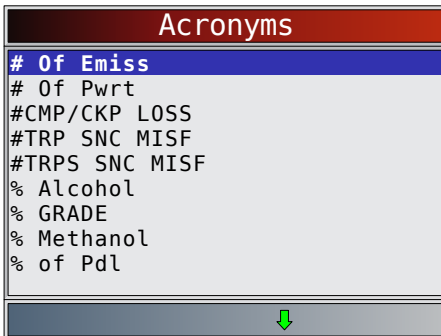 Acronyms
# Of Emiss
# Of Pwrt
#CMP/CKP LOSS
#TRP SNC MISF
#TRPS SNC MISF
% Alcohol
% GRADE
% Methanol
% of Pdl